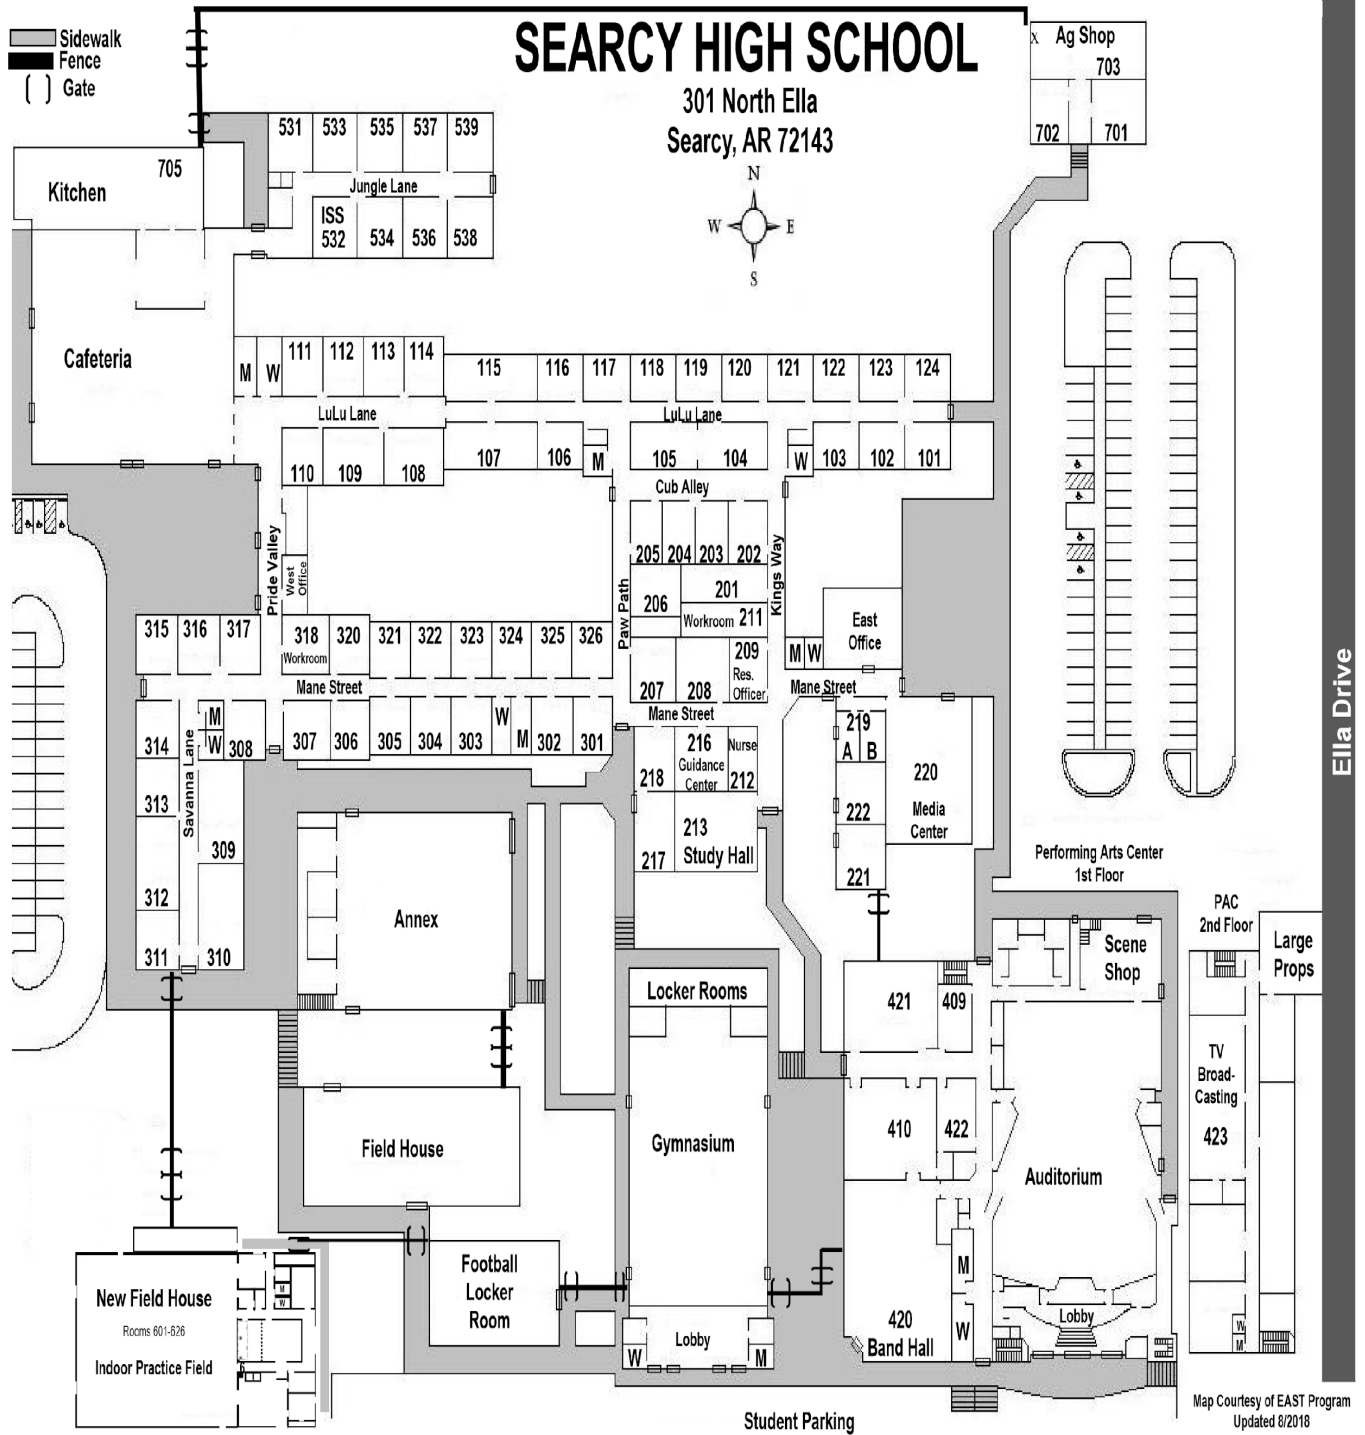 SEARCY HIGH SCHOOL
301 North Ella
Searcy, AR 72143
Sidewalk
Fence
Gate
N
W E
S
x Ag Shop
703
702 701
705
Kitchen
531 533 535 537 539
Jungle Lane
ISS
532 534 536 538
Cafeteria
M W 111 112 113 114
115 116 117 118 119 120 121 122 123 124
LuLu Lane
LuLu Lane
110 109 108
107 106 M 105 104 W 103 102 101
Cub Alley
205 204 203 202
Pride Valley
West
Office
Paw Path
Kings Way
206 201
Workroom 211
East
Office
M W
315 316 317
318
Workroom
320 321 322 323 324 325 326
207 208
209
Res.
Officer
Mane Street
Mane Street
Mane Street
314 M
W 308
307 306 305 304 303 W M 302 301
218
216
Guidance
Center
Nurse
212
219
A B
220
Media
Center
222
221
313
Savanna Lane
309
312
311 310
217
213
Study Hall
Annex
Ella Drive
Performing Arts Center
1st Floor
PAC
2nd Floor
Large
Props
Scene
Shop
Locker Rooms
421 409
410 422
TV
Broad-
Casting
423
Field House
Gymnasium
Auditorium
Football
Locker
Room
New Field House
Rooms 601-626
Indoor Practice Field
M
W
Lobby
W M
420
Band Hall
M
W
Lobby
W
M
Student Parking
Map Courtesy of EAST Program
Updated 8/2018